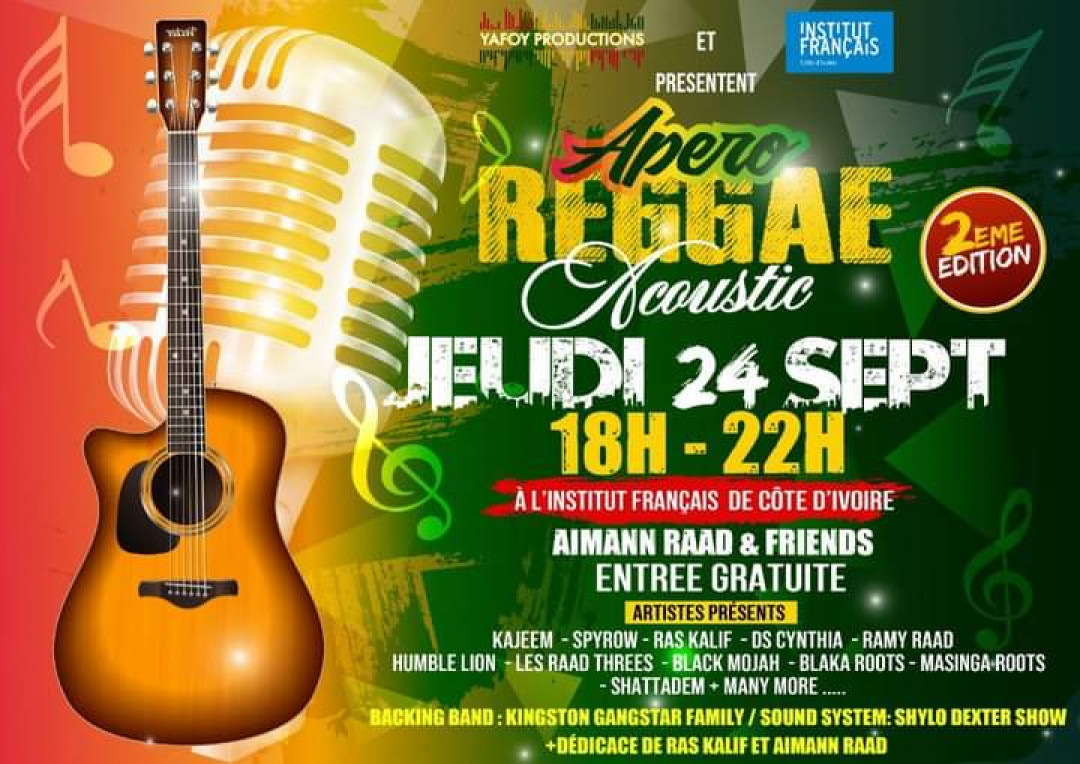 YAFOY PRODUCTIONS
ET
INSTITUT
FRANÇAIS
Côte d'Ivoire
PRESENTENT
Apero
REGGAE
Acoustic
2EME
EDITION
JEUDI 24 SEPT
18H - 22H
À L'INSTITUT FRANÇAIS DE CÔTE D'IVOIRE
AIMANN RAAD & FRIENDS
ENTREE GRATUITE
ARTISTES PRÉSENTS
KAJEEM - SPYROW - RAS KALIF - DS CYNTHIA - RAMY RAAD
HUMBLE LION - LES RAAD THREES - BLACK MOJAH - BLAKA ROOTS - MASINGA ROOTS
- SHATTADEM + MANY MORE .....
BACKING BAND : KINGSTON GANGSTAR FAMILY / SOUND SYSTEM: SHYLO DEXTER SHOW
+DÉDICACE DE RAS KALIF ET AIMANN RAAD